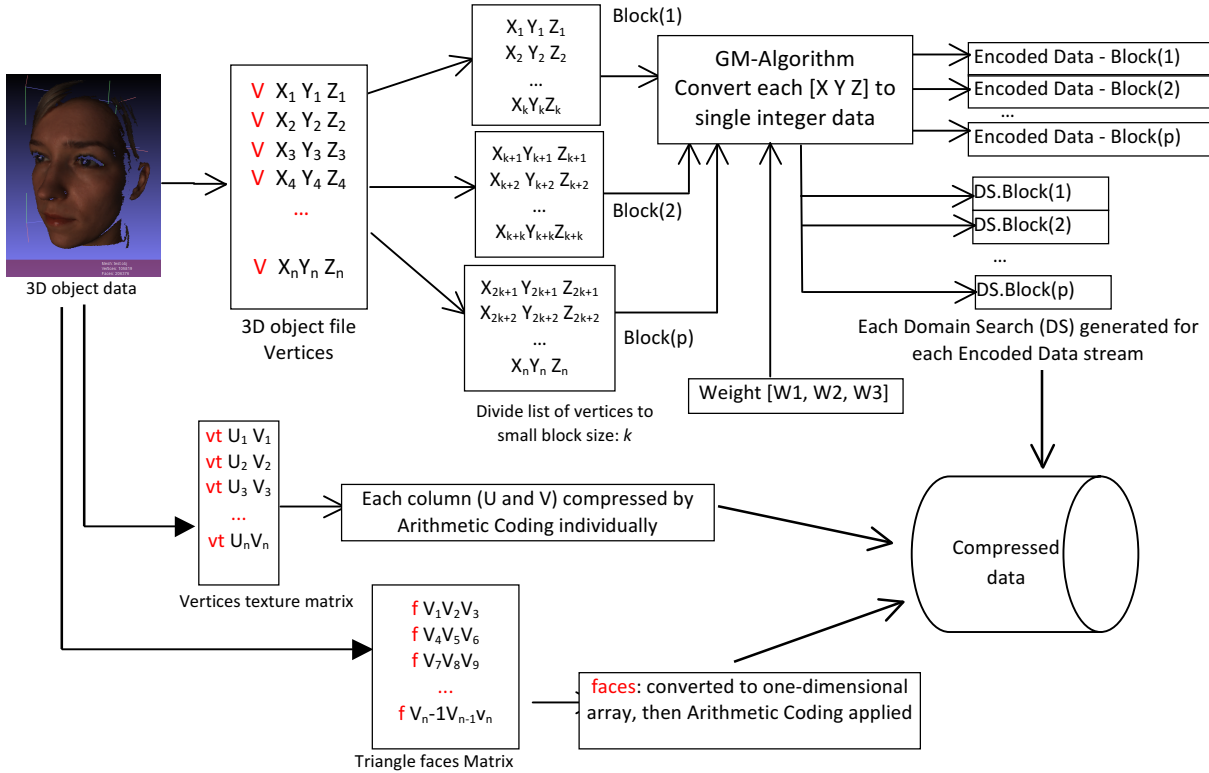 3D object data
V X₁ Y₁ Z₁
V X₂ Y₂ Z₂
V X₃ Y₃ Z₃
V X₄ Y₄ Z₄
...
V XₙYₙ Zₙ
3D object file
Vertices
X₁ Y₁ Z₁
X₂ Y₂ Z₂
...
XₖYₖZₖ
Block(1)
Xₖ₊₁Yₖ₊₁ Zₖ₊₁
Xₖ₊₂ Yₖ₊₂ Zₖ₊₂
...
Xₖ₊ₖYₖ₊ₖZₖ₊ₖ
Block(2)
X₂ₖ₊₁ Y₂ₖ₊₁ Z₂ₖ₊₁
X₂ₖ₊₂ Y₂ₖ₊₂ Z₂ₖ₊₂
...
XₙYₙ Zₙ
Block(p)
Divide list of vertices to
small block size: k
GM-Algorithm
Convert each [X Y Z] to
single integer data
Weight [W1, W2, W3]
Encoded Data - Block(1)
Encoded Data - Block(2)
...
Encoded Data - Block(p)
DS.Block(1)
DS.Block(2)
...
DS.Block(p)
Each Domain Search (DS) generated for
each Encoded Data stream
vt U₁ V₁
vt U₂ V₂
vt U₃ V₃
...
vt UₙVₙ
Vertices texture matrix
Each column (U and V) compressed by
Arithmetic Coding individually
Compressed
data
f V₁V₂V₃
f V₄V₅V₆
f V₇V₈V₉
...
f Vₙ-1Vₙ₋₁vₙ
Triangle faces Matrix
faces: converted to one-dimensional
array, then Arithmetic Coding applied